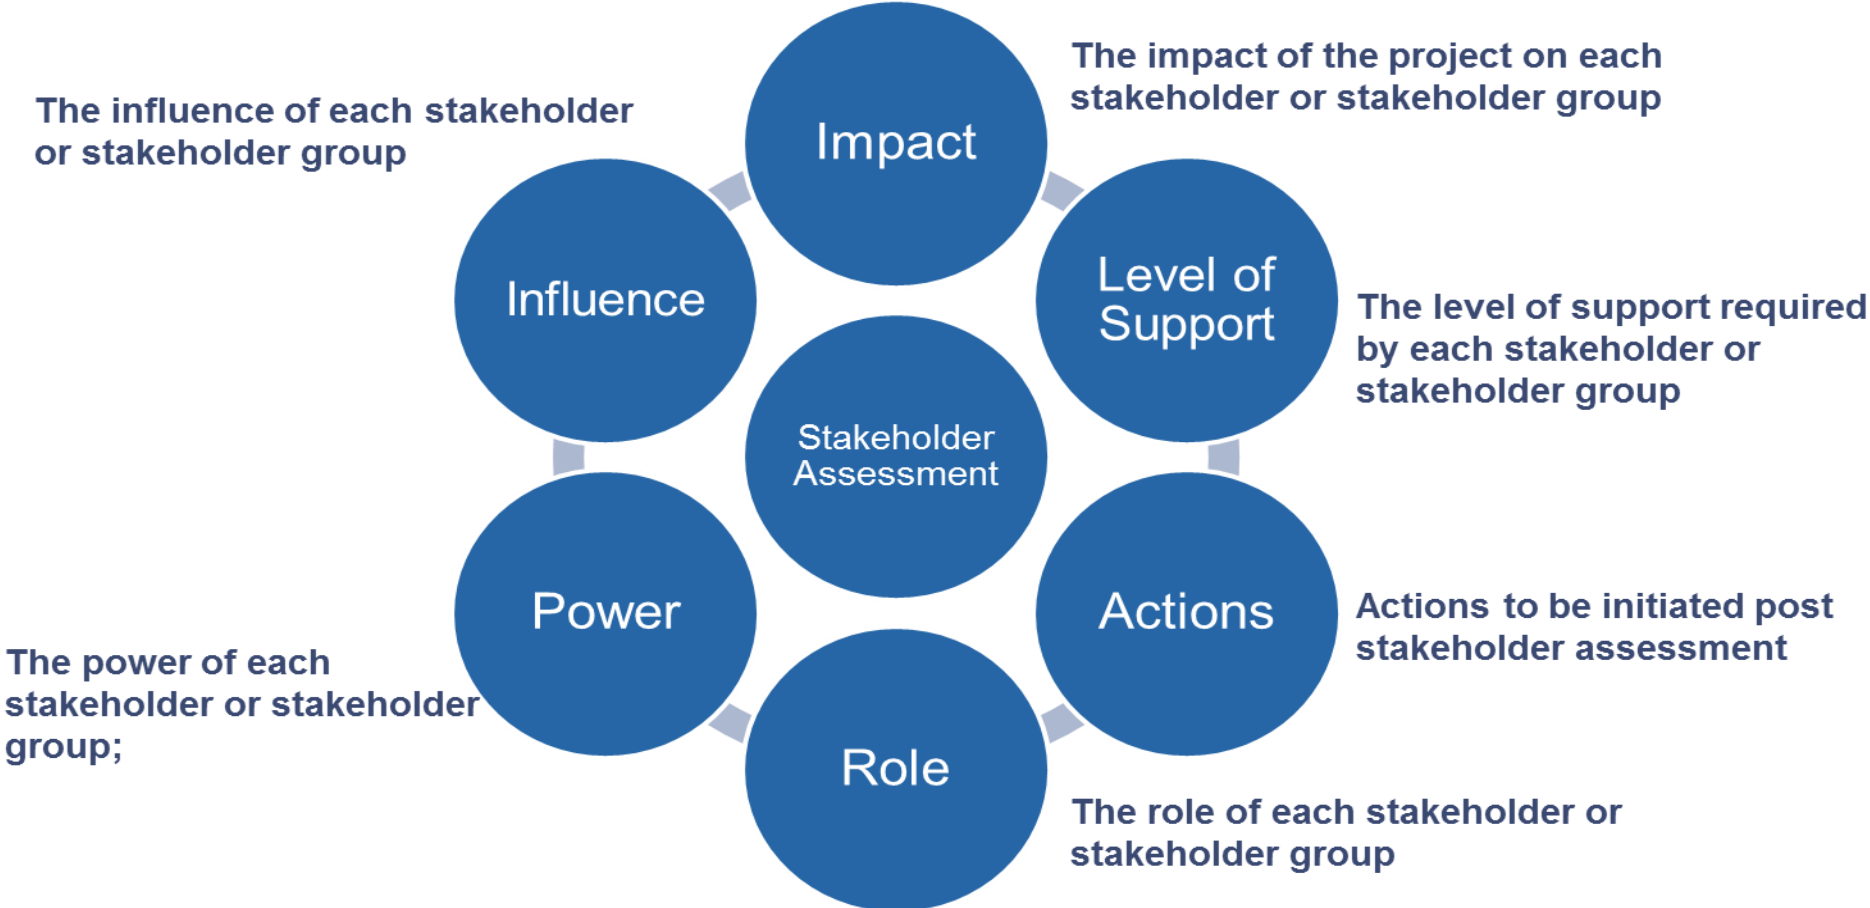 Impact
The impact of the project on each
stakeholder or stakeholder group
Level of
Support
The level of support required
by each stakeholder or
stakeholder group
Actions
Actions to be initiated post
stakeholder assessment
Role
The role of each stakeholder or
stakeholder group
Power
The power of each
stakeholder or stakeholder
group;
Influence
The influence of each stakeholder
or stakeholder group
Stakeholder
Assessment